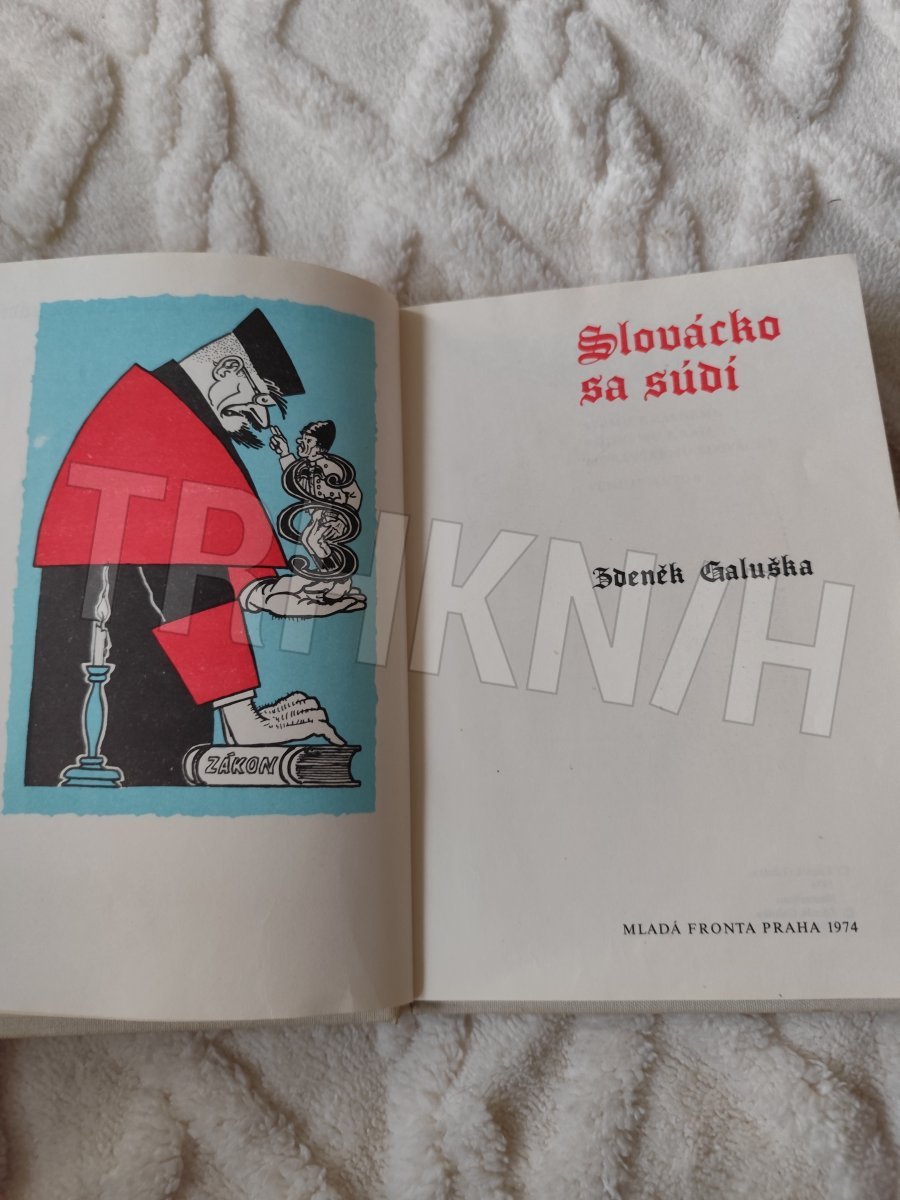 ZÁKON
Slovácko
sa súdí
Zdeněk Galuška
MLADÁ FRONTA PRAHA 1974
TRHKNIH